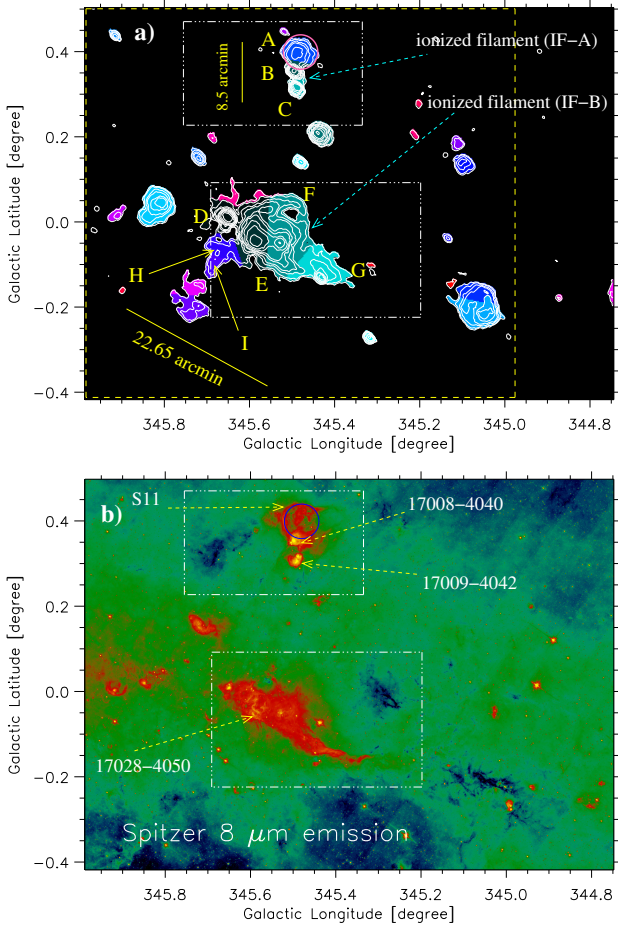 a)
A
B
C
8.5 arcmin
ionized filament (IF−A)
ionized filament (IF−B)
D
F
E
G
H
I
22.65 arcmin
0.4
0.2
0.0
−0.2
−0.4
Galactic Latitude [degree]
345.8 345.6 345.4 345.2 345.0 344.8
Galactic Longitude [degree]
b)
S11
17008−4040
17009−4042
17028−4050
Spitzer 8 μm emission
0.4
0.2
0.0
−0.2
−0.4
Galactic Latitude [degree]
345.8 345.6 345.4 345.2 345.0 344.8
Galactic Longitude [degree]